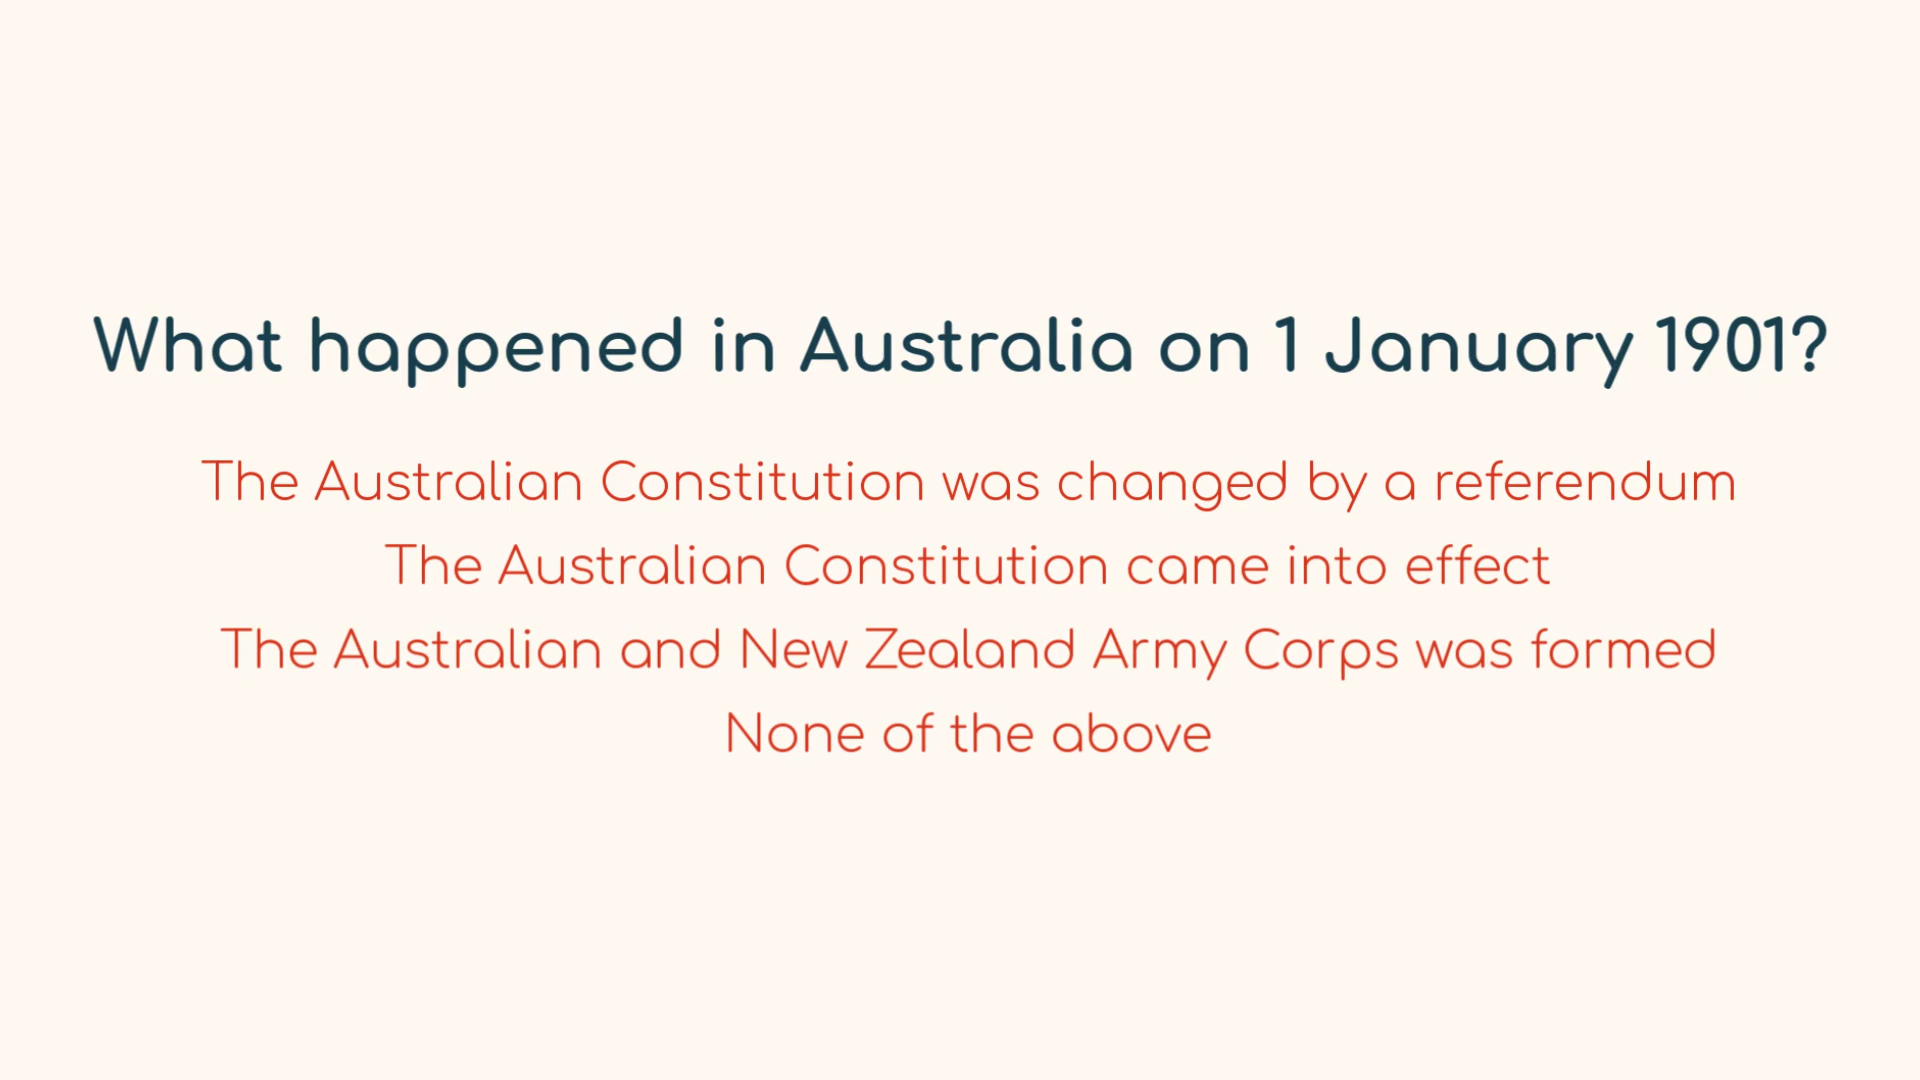 What happened in Australia on 1 January 1901?
The Australian Constitution was changed by a referendum
The Australian Constitution came into effect
The Australian and New Zealand Army Corps was formed
None of the above